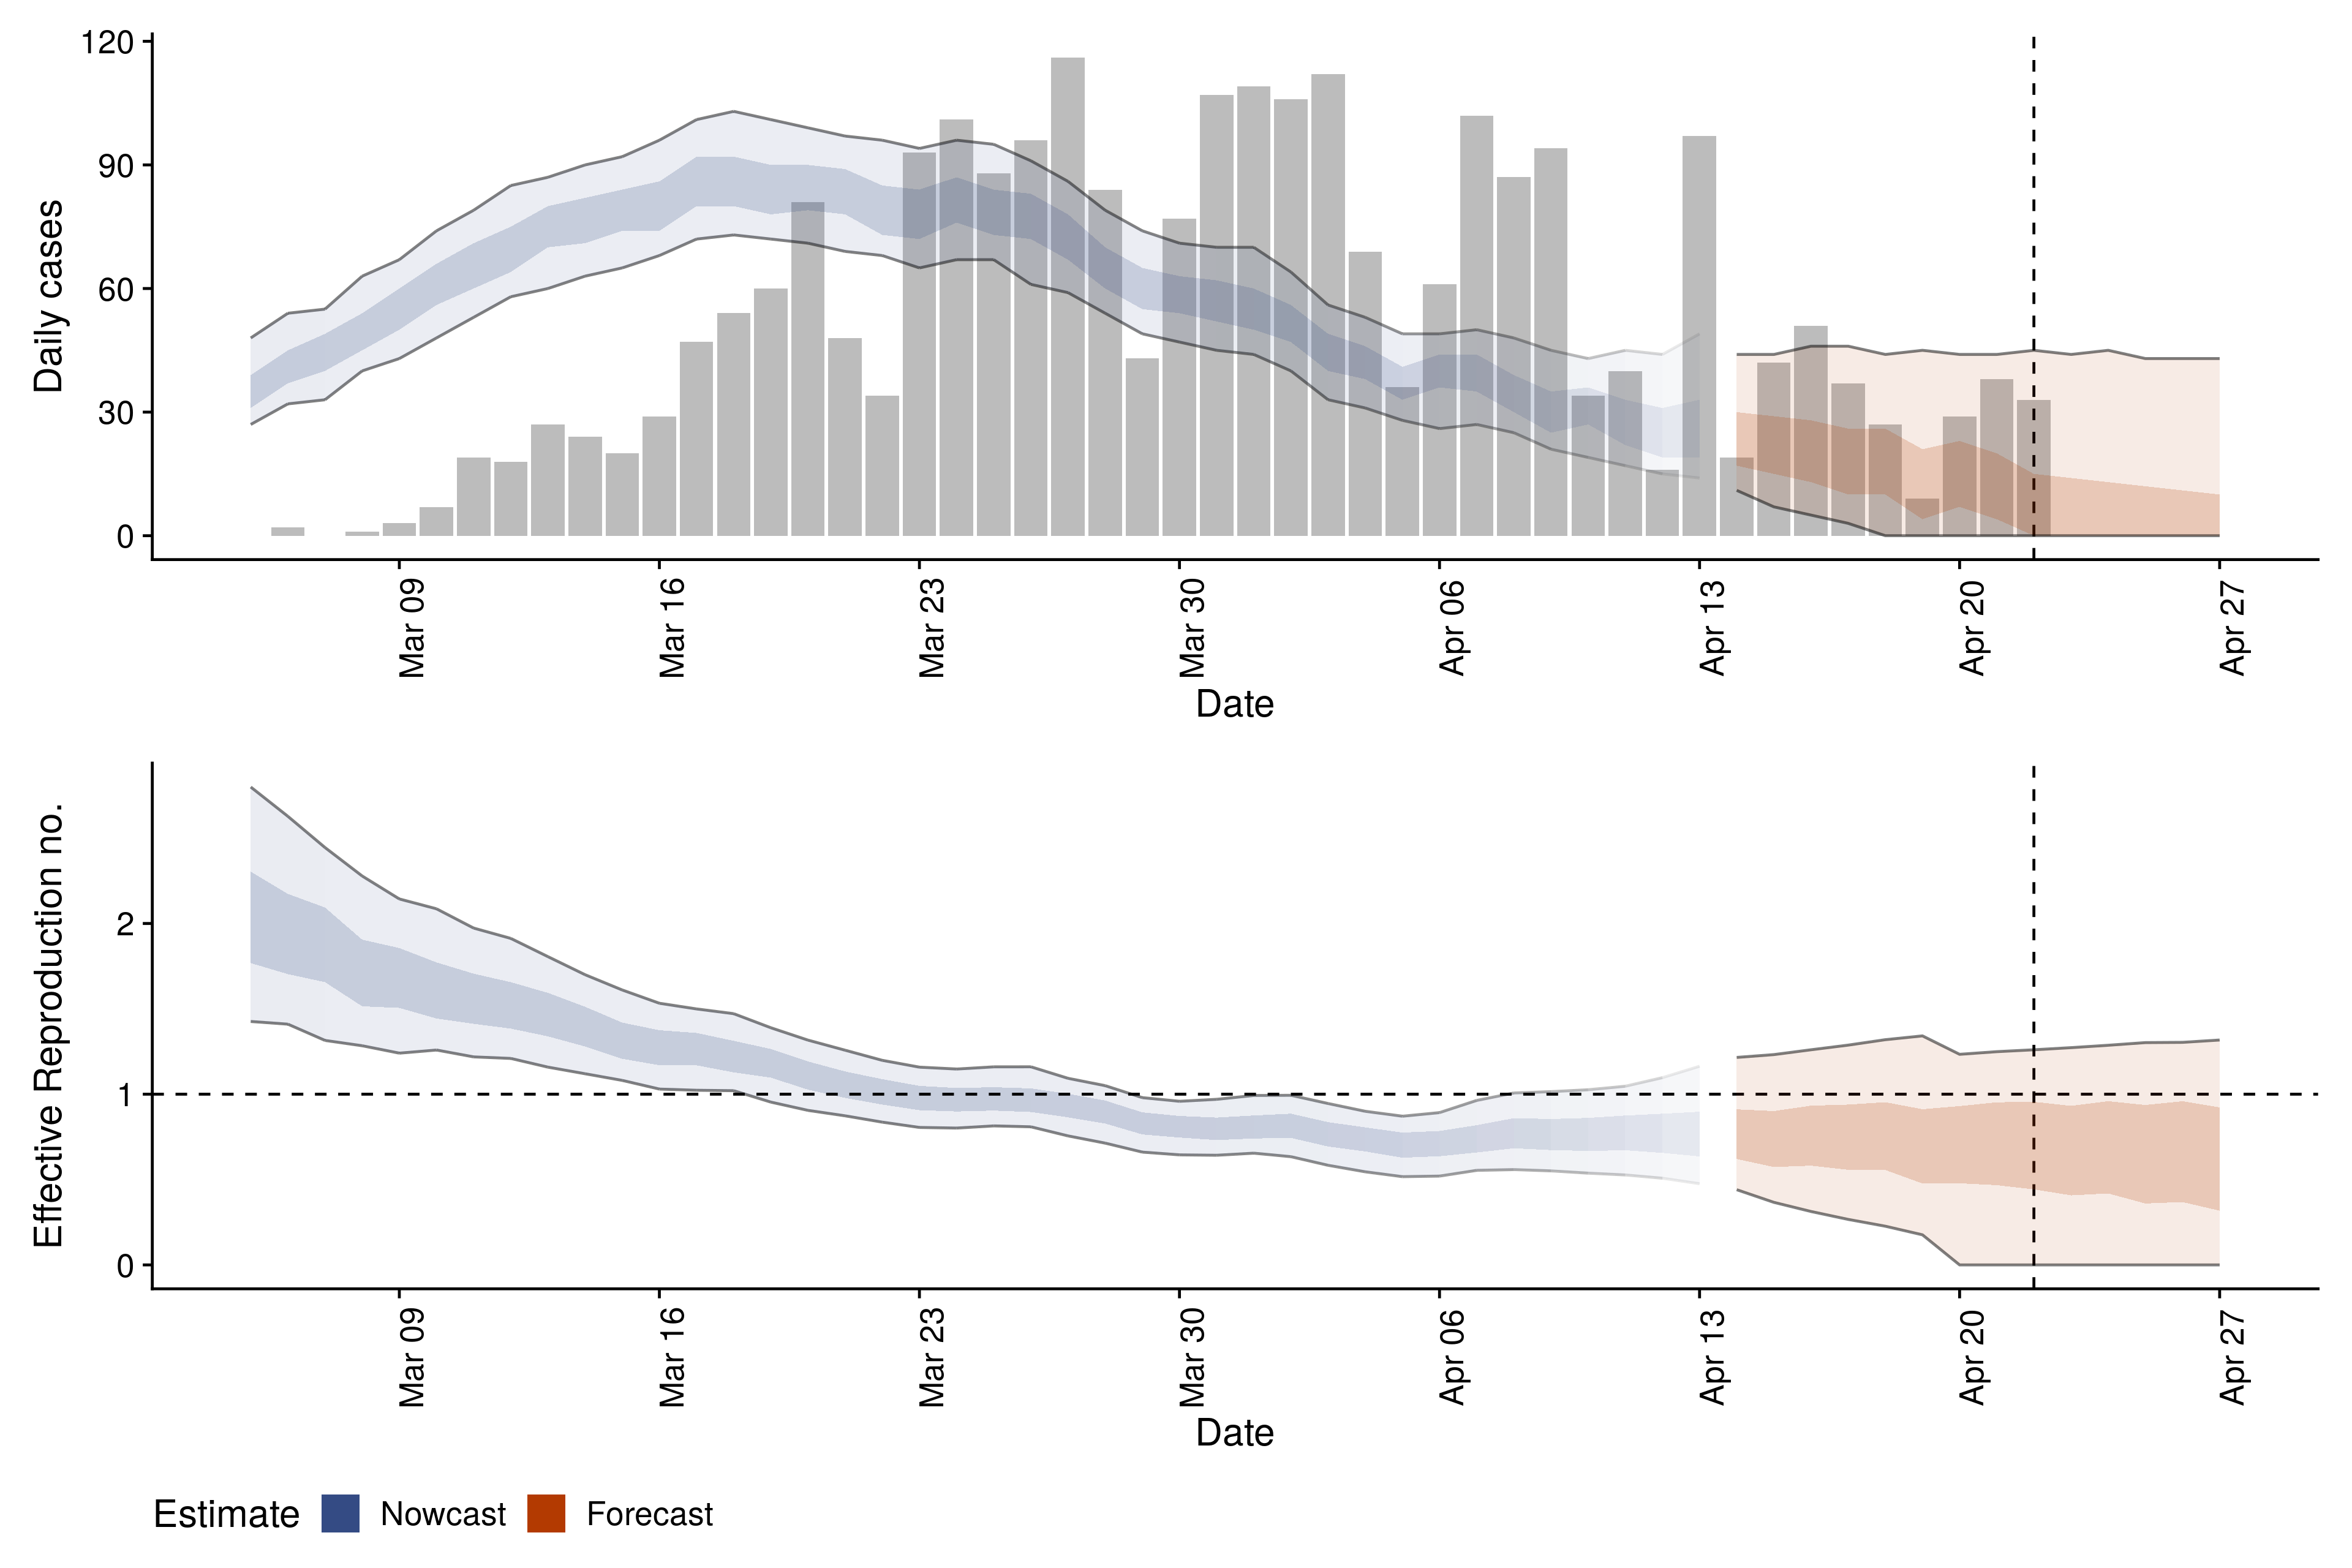 Daily cases
120
90
60
30
0
Mar 09
Mar 16
Mar 23
Mar 30
Apr 06
Apr 13
Apr 20
Apr 27
Date
Effective Reproduction no.
2
1
0
Mar 09
Mar 16
Mar 23
Mar 30
Apr 06
Apr 13
Apr 20
Apr 27
Date
Estimate Nowcast Forecast